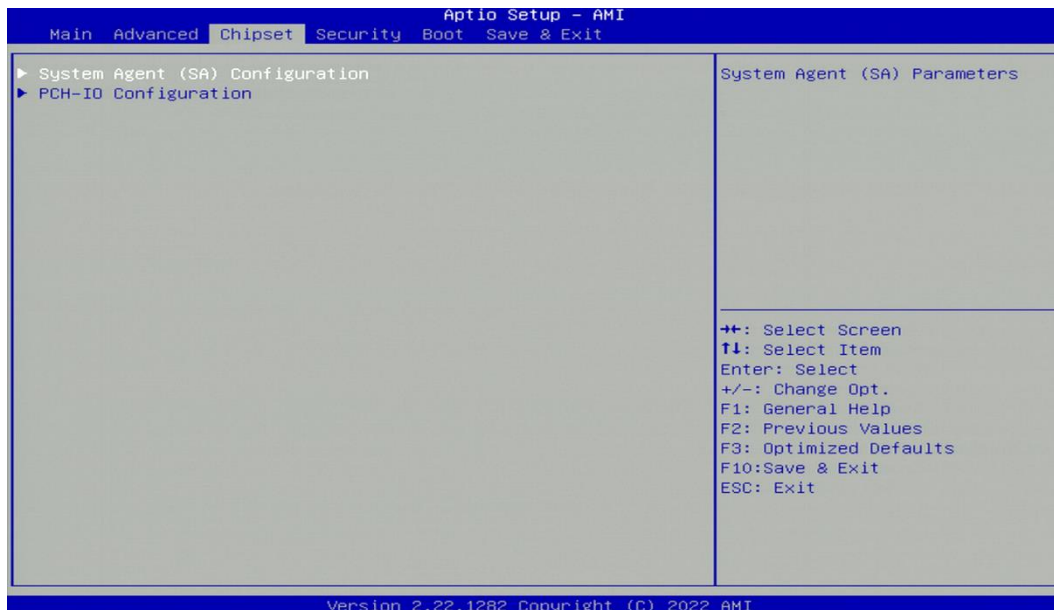 Aptio Setup – AMI
Main Advanced Chipset Security Boot Save & Exit
▶ System Agent (SA) Configuration
▶ PCH-IO Configuration
System Agent (SA) Parameters
→←: Select Screen
↑↓: Select Item
Enter: Select
+/-: Change Opt.
F1: General Help
F2: Previous Values
F3: Optimized Defaults
F10:Save & Exit
ESC: Exit
Version 2.22.1282 Copyright (C) 2022 AMI